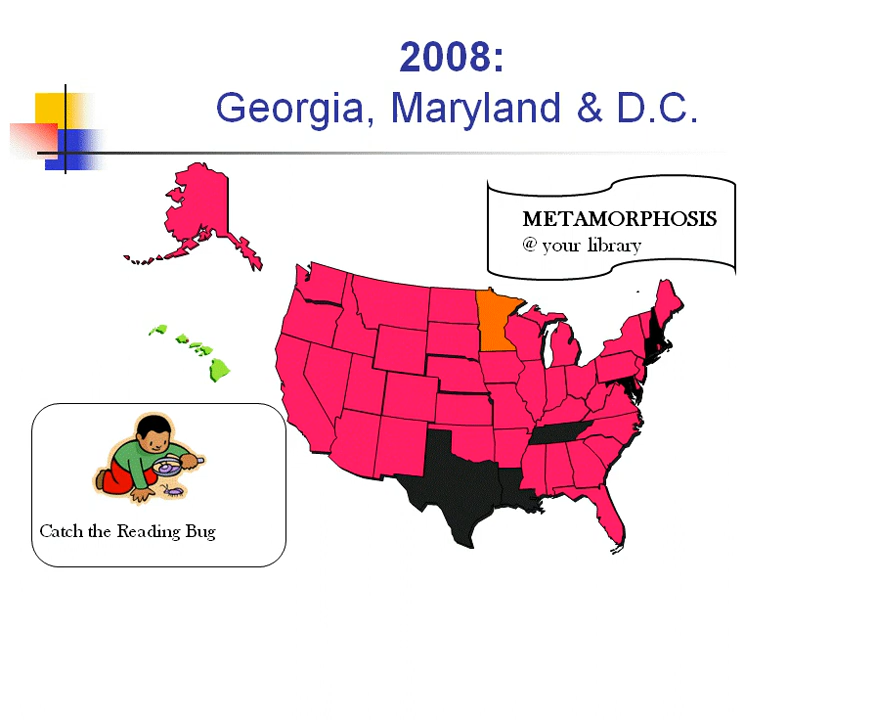 2008:
Georgia, Maryland & D.C.
METAMORPHOSIS
@ your library
Catch the Reading Bug